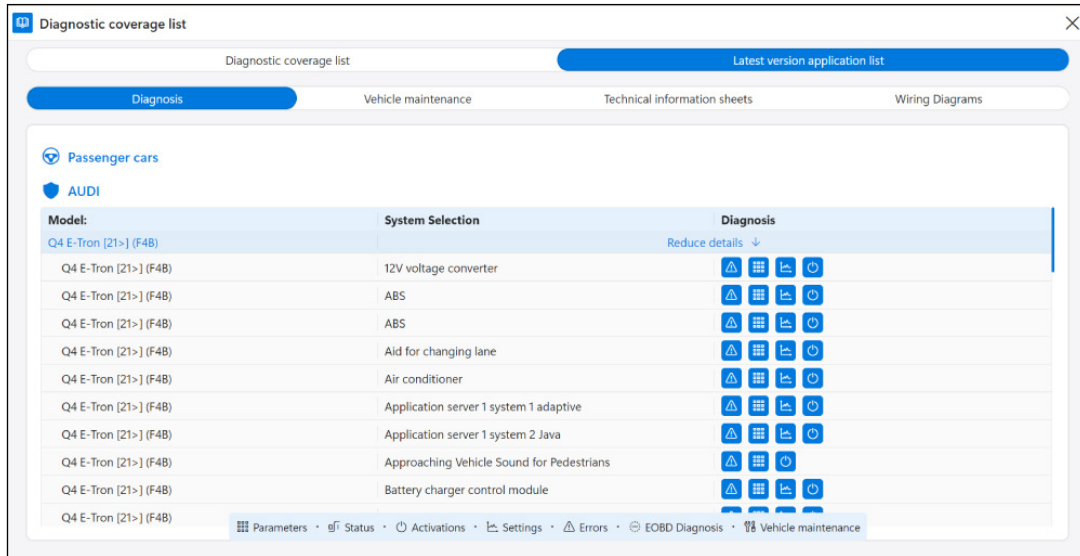 Diagnostic coverage list
Diagnostic coverage list Latest version application list
Diagnosis Vehicle maintenance Technical information sheets Wiring Diagrams
Passenger cars
AUDI
Model: System Selection Diagnosis
Q4 E-Tron [21>] (F4B) Reduce details
Q4 E-Tron [21>] (F4B) 12V voltage converter
Q4 E-Tron [21>] (F4B) ABS
Q4 E-Tron [21>] (F4B) ABS
Q4 E-Tron [21>] (F4B) Aid for changing lane
Q4 E-Tron [21>] (F4B) Air conditioner
Q4 E-Tron [21>] (F4B) Application server 1 system 1 adaptive
Q4 E-Tron [21>] (F4B) Application server 1 system 2 Java
Q4 E-Tron [21>] (F4B) Approaching Vehicle Sound for Pedestrians
Q4 E-Tron [21>] (F4B) Battery charger control module
Q4 E-Tron [21>] (F4B)
Parameters • Status • Activations • Settings • Errors • EOBD Diagnosis • Vehicle maintenance